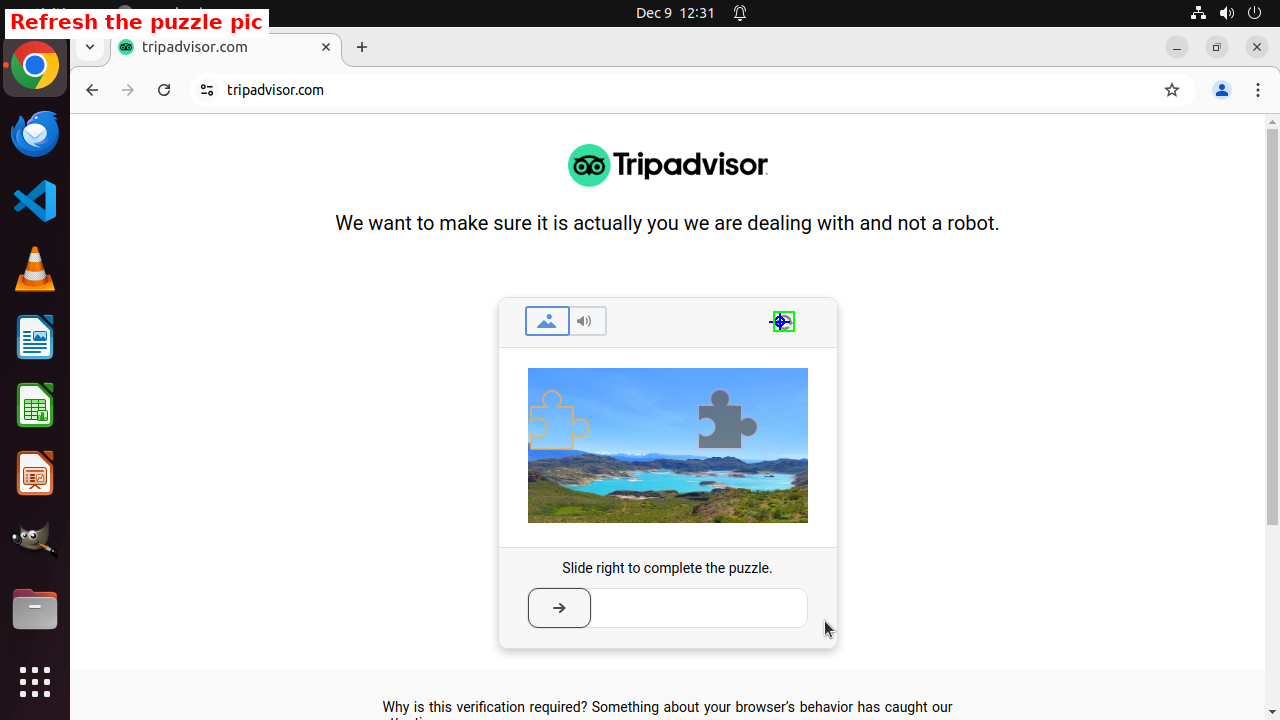 Refresh the puzzle pic
Dec 9 12:31
tripadvisor.com
tripadvisor.com
Tripadvisor
We want to make sure it is actually you we are dealing with and not a robot.
Slide right to complete the puzzle.
Why is this verification required? Something about your browser's behavior has caught our